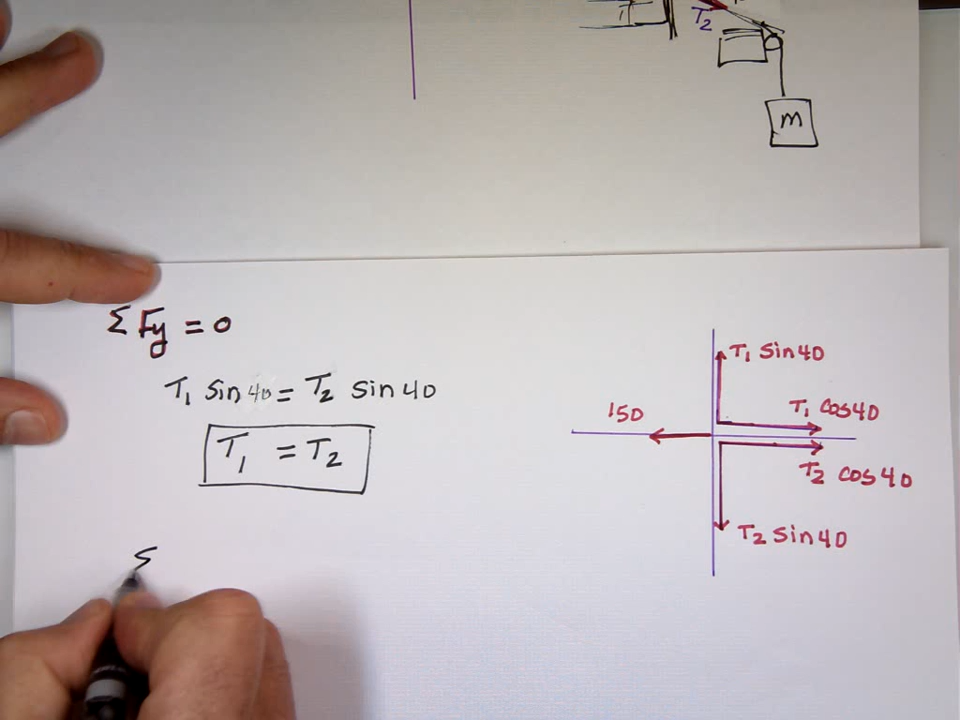 T2
m
Σ Fy = 0
T1 sin 40 = T2 sin 40
T1 = T2
T1 sin 40
150
T1 cos 40
T2 cos 40
T2 sin 40